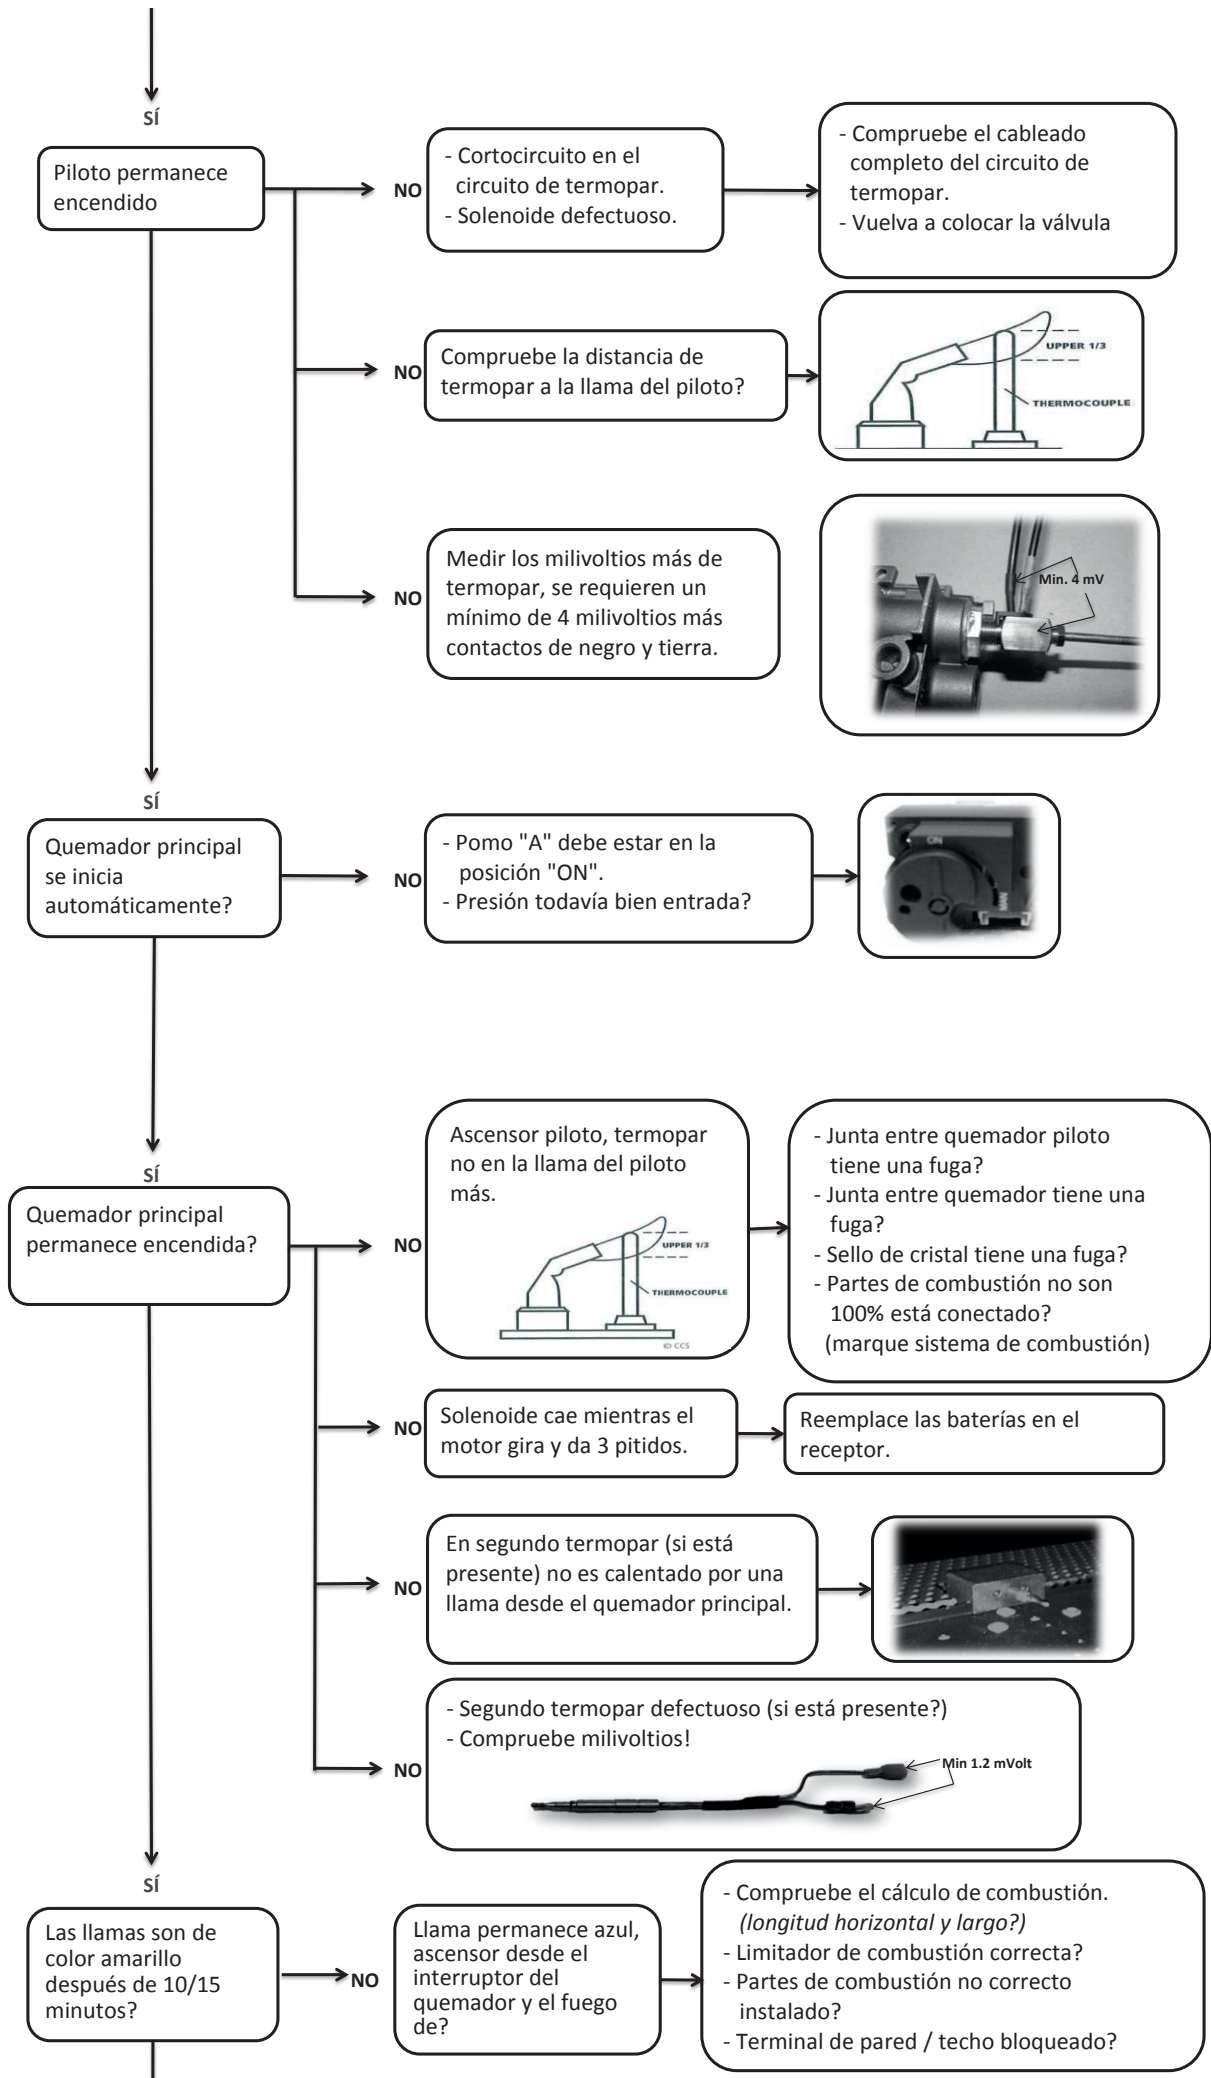 SÍ
Piloto permanece
encendido
NO
- Cortocircuito en el
circuito de termopar.
- Solenoide defectuoso.
- Compruebe el cableado
completo del circuito de
termopar.
- Vuelva a colocar la válvula
NO
Compruebe la distancia de
termopar a la llama del piloto?
UPPER 1/3
THERMOCOUPLE
NO
Medir los milivoltios más de
termopar, se requieren un
mínimo de 4 milivoltios más
contactos de negro y tierra.
Min. 4 mV
SÍ
Quemador principal
se inicia
automáticamente?
NO
- Pomo "A" debe estar en la
posición "ON".
- Presión todavía bien entrada?
ON
SÍ
Quemador principal
permanece encendida?
NO
Ascensor piloto, termopar
no en la llama del piloto
más.
UPPER 1/3
THERMOCOUPLE
© CCS
- Junta entre quemador piloto
tiene una fuga?
- Junta entre quemador tiene una
fuga?
- Sello de cristal tiene una fuga?
- Partes de combustión no son
100% está conectado?
(marque sistema de combustión)
NO
Solenoide cae mientras el
motor gira y da 3 pitidos.
Reemplace las baterías en el
receptor.
NO
En segundo termopar (si está
presente) no es calentado por una
llama desde el quemador principal.
NO
- Segundo termopar defectuoso (si está presente?)
- Compruebe milivoltios!
Min 1.2 mVolt
SÍ
Las llamas son de
color amarillo
después de 10/15
minutos?
NO
Llama permanece azul,
ascensor desde el
interruptor del
quemador y el fuego
de?
- Compruebe el cálculo de combustión.
(longitud horizontal y largo?)
- Limitador de combustión correcta?
- Partes de combustión no correcto
instalado?
- Terminal de pared / techo bloqueado?